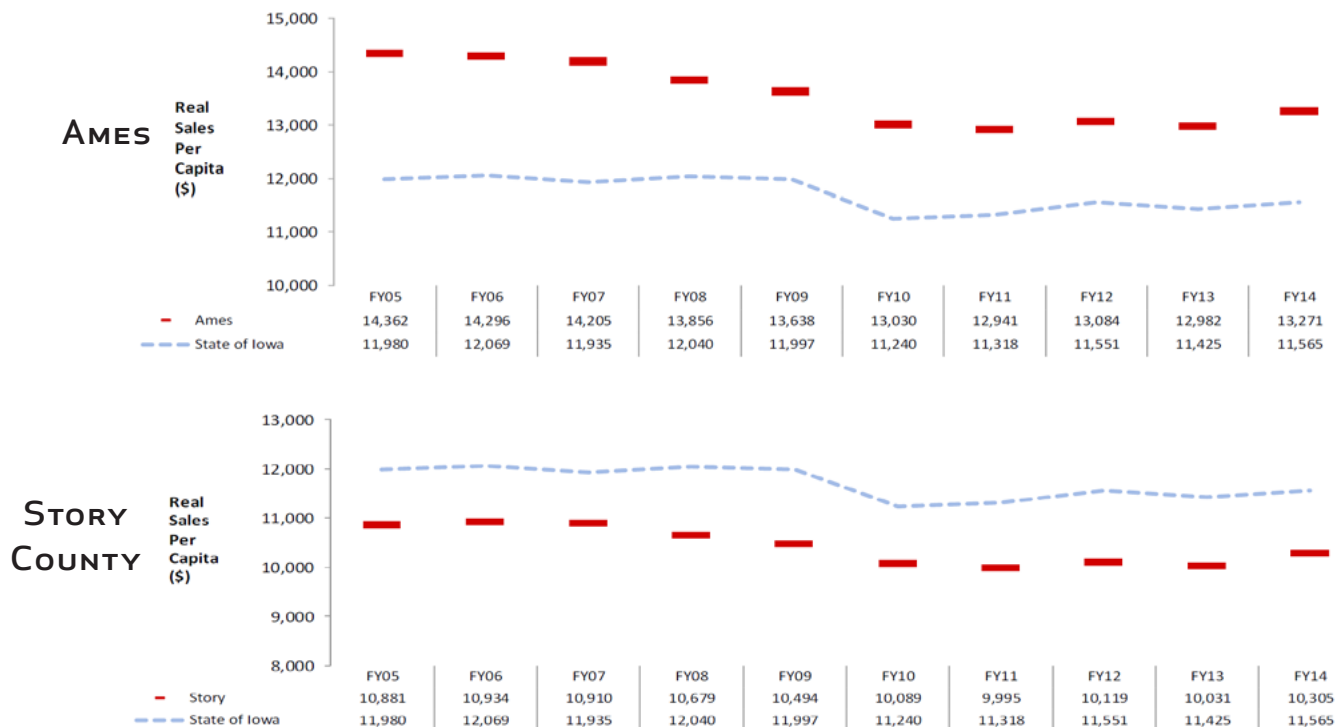 15,000
14,000
13,000
12,000
11,000
10,000
AMES
Real
Sales
Per
Capita
($)
FY05 FY06 FY07 FY08 FY09 FY10 FY11 FY12 FY13 FY14
Ames 14,362 14,296 14,205 13,856 13,638 13,030 12,941 13,084 12,982 13,271
State of Iowa 11,980 12,069 11,935 12,040 11,997 11,240 11,318 11,551 11,425 11,565
13,000
12,000
11,000
10,000
9,000
8,000
STORY
COUNTY
Real
Sales
Per
Capita
($)
FY05 FY06 FY07 FY08 FY09 FY10 FY11 FY12 FY13 FY14
Story 10,881 10,934 10,910 10,679 10,494 10,089 9,995 10,119 10,031 10,305
State of Iowa 11,980 12,069 11,935 12,040 11,997 11,240 11,318 11,551 11,425 11,565